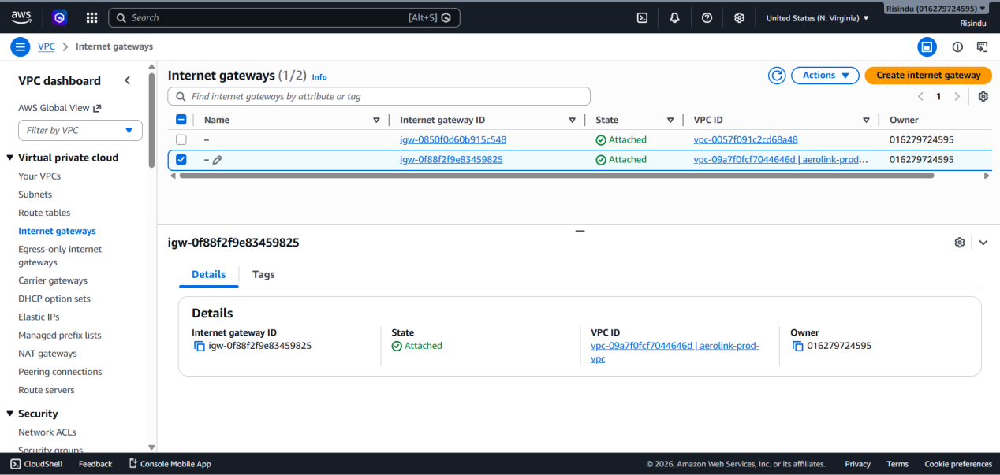 aws
Search [Alt+S]
United States (N. Virginia)
Risindu (016279724595)
Risindu
VPC
Internet gateways
VPC dashboard
AWS Global View
Filter by VPC
Virtual private cloud
Your VPCs
Subnets
Route tables
Internet gateways
Egress-only internet
gateways
Carrier gateways
DHCP option sets
Elastic IPs
Managed prefix lists
NAT gateways
Peering connections
Route servers
Security
Network ACLs
Security groups
Internet gateways (1/2) Info
Actions
Create internet gateway
Find internet gateways by attribute or tag
1
Name Internet gateway ID State VPC ID Owner
– igw-0850f0d60b915c548 Attached vpc-0057f091c2cd68a48 016279724595
– igw-0f88f2f9e83459825 Attached vpc-09a7f0fcf7044646d | aerolink-prod... 016279724595
igw-0f88f2f9e83459825
Details Tags
Details
Internet gateway ID
igw-0f88f2f9e83459825
State
Attached
VPC ID
vpc-09a7f0fcf7044646d | aerolink-prod-
vpc
Owner
016279724595
CloudShell Feedback Console Mobile App © 2026, Amazon Web Services, Inc. or its affiliates. Privacy Terms Cookie preferences